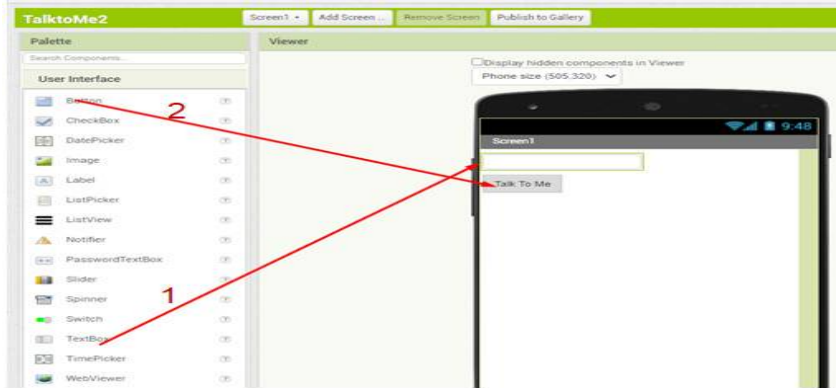 TalktoMe2
Screen1 Add Screen ... Remove Screen Publish to Gallery
Palette
Viewer
Search Components...
Display hidden components in Viewer
Phone size (505,320)
User Interface
Button
2
CheckBox
9:48
DatePicker
Screen1
Image
Label
Talk To Me
ListPicker
ListView
Notifier
PasswordTextBox
Slider
1
Spinner
Switch
TextBox
TimePicker
WebViewer